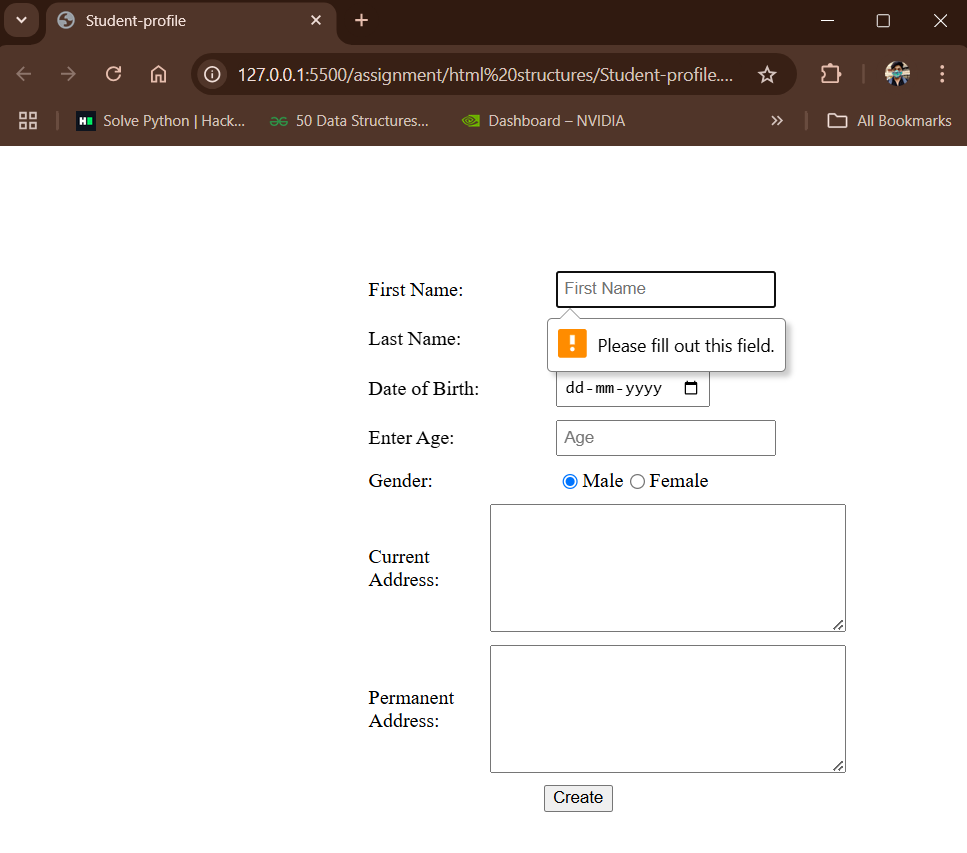 Student-profile
127.0.0.1:5500/assignment/html%20structures/Student-profile....
Solve Python | Hack... 50 Data Structures... Dashboard – NVIDIA All Bookmarks
First Name: First Name
Last Name: Please fill out this field.
Date of Birth: dd-mm-yyyy
Enter Age: Age
Gender: Male Female
Current
Address:
Permanent
Address:
Create